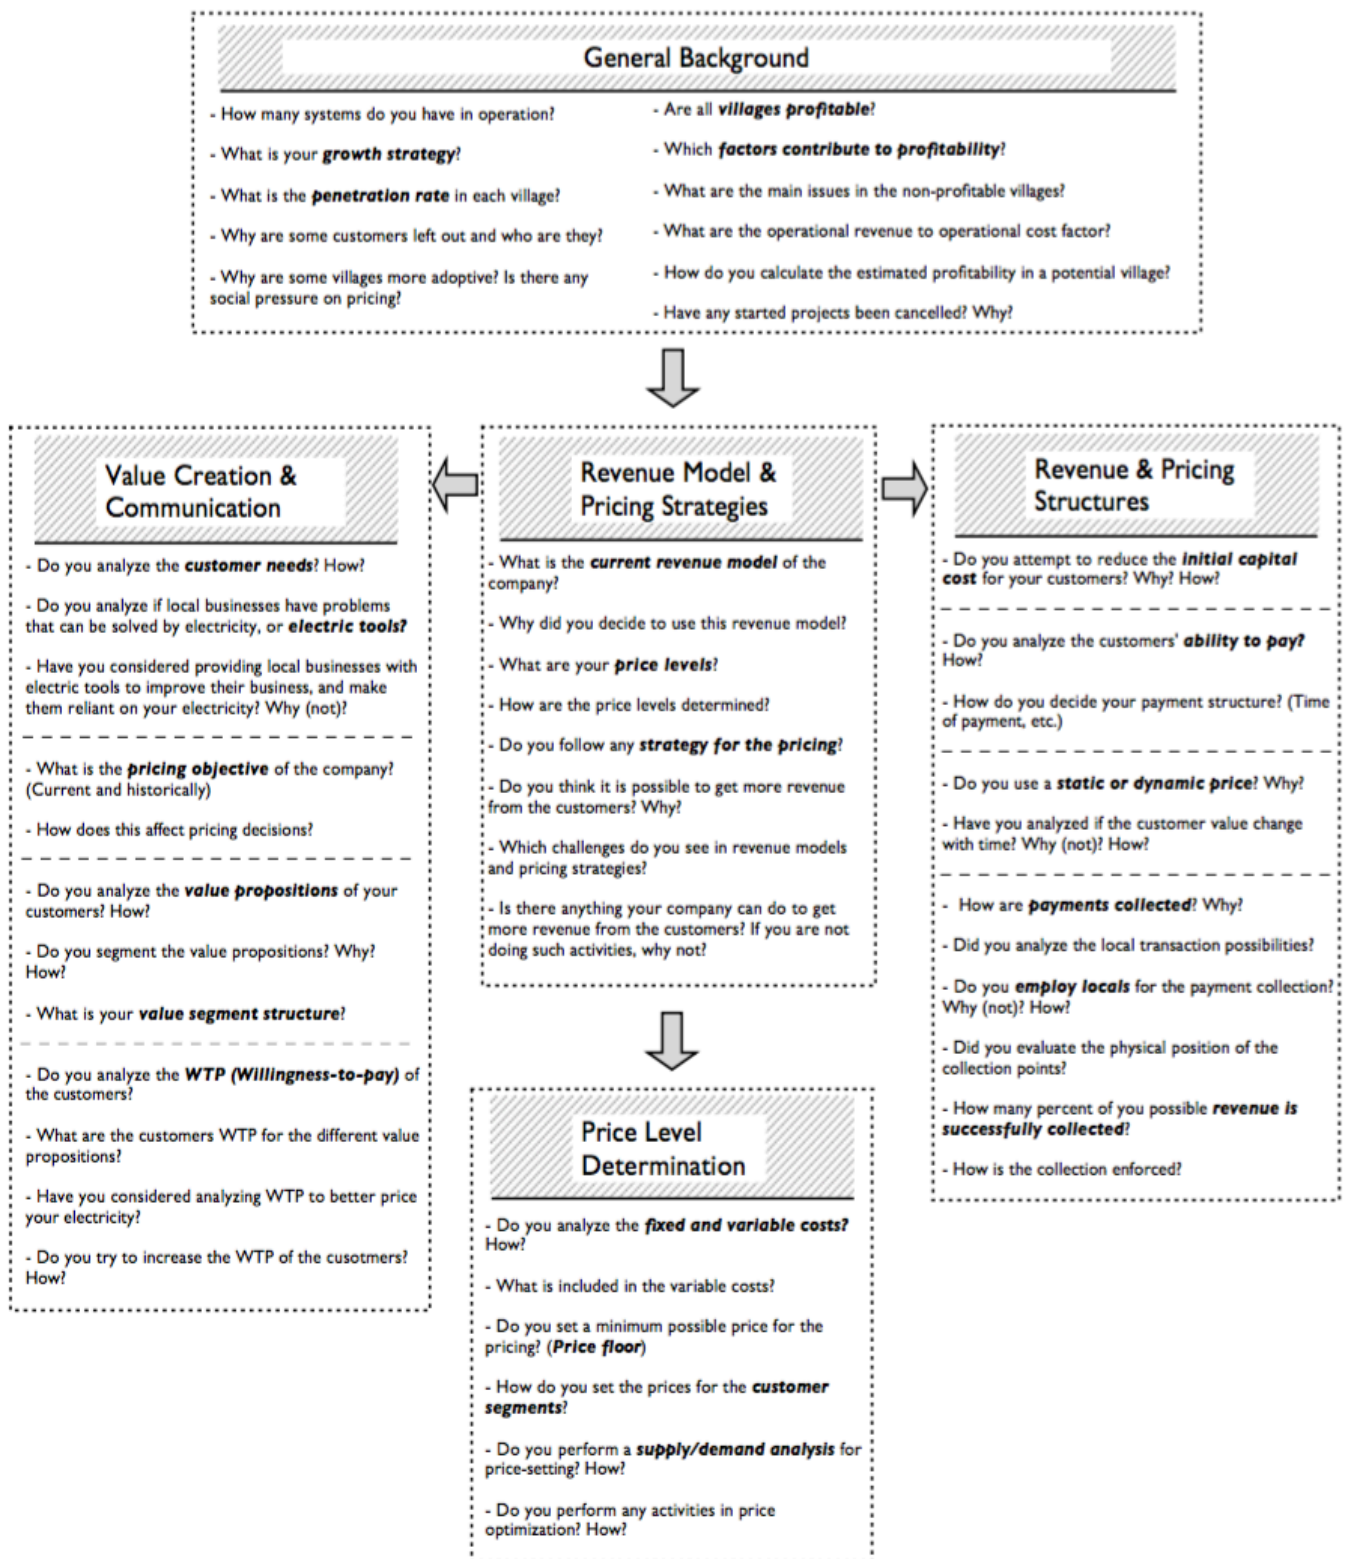 General Background
- How many systems do you have in operation?
- What is your growth strategy?
- What is the penetration rate in each village?
- Why are some customers left out and who are they?
- Why are some villages more adoptive? Is there any
social pressure on pricing?
- Are all villages profitable?
- Which factors contribute to profitability?
- What are the main issues in the non-profitable villages?
- What are the operational revenue to operational cost factor?
- How do you calculate the estimated profitability in a potential village?
- Have any started projects been cancelled? Why?
Value Creation &
Communication
- Do you analyze the customer needs? How?
- Do you analyze if local businesses have problems
that can be solved by electricity, or electric tools?
- Have you considered providing local businesses with
electric tools to improve their business, and make
them reliant on your electricity? Why (not)?
- What is the pricing objective of the company?
(Current and historically)
- How does this affect pricing decisions?
- Do you analyze the value propositions of your
customers? How?
- Do you segment the value propositions? Why?
How?
- What is your value segment structure?
- Do you analyze the WTP (Willingness-to-pay) of
the customers?
- What are the customers WTP for the different value
propositions?
- Have you considered analyzing WTP to better price
your electricity?
- Do you try to increase the WTP of the cusotmers?
How?
Revenue Model &
Pricing Strategies
- What is the current revenue model of the
company?
- Why did you decide to use this revenue model?
- What are your price levels?
- How are the price levels determined?
- Do you follow any strategy for the pricing?
- Do you think it is possible to get more revenue
from the customers? Why?
- Which challenges do you see in revenue models
and pricing strategies?
- Is there anything your company can do to get
more revenue from the customers? If you are not
doing such activities, why not?
Revenue & Pricing
Structures
- Do you attempt to reduce the initial capital
cost for your customers? Why? How?
- Do you analyze the customers' ability to pay?
How?
- How do you decide your payment structure? (Time
of payment, etc.)
- Do you use a static or dynamic price? Why?
- Have you analyzed if the customer value change
with time? Why (not)? How?
- How are payments collected? Why?
- Did you analyze the local transaction possibilities?
- Do you employ locals for the payment collection?
Why (not)? How?
- Did you evaluate the physical position of the
collection points?
- How many percent of you possible revenue is
successfully collected?
- How is the collection enforced?
Price Level
Determination
- Do you analyze the fixed and variable costs?
How?
- What is included in the variable costs?
- Do you set a minimum possible price for the
pricing? (Price floor)
- How do you set the prices for the customer
segments?
- Do you perform a supply/demand analysis for
price-setting? How?
- Do you perform any activities in price
optimization? How?